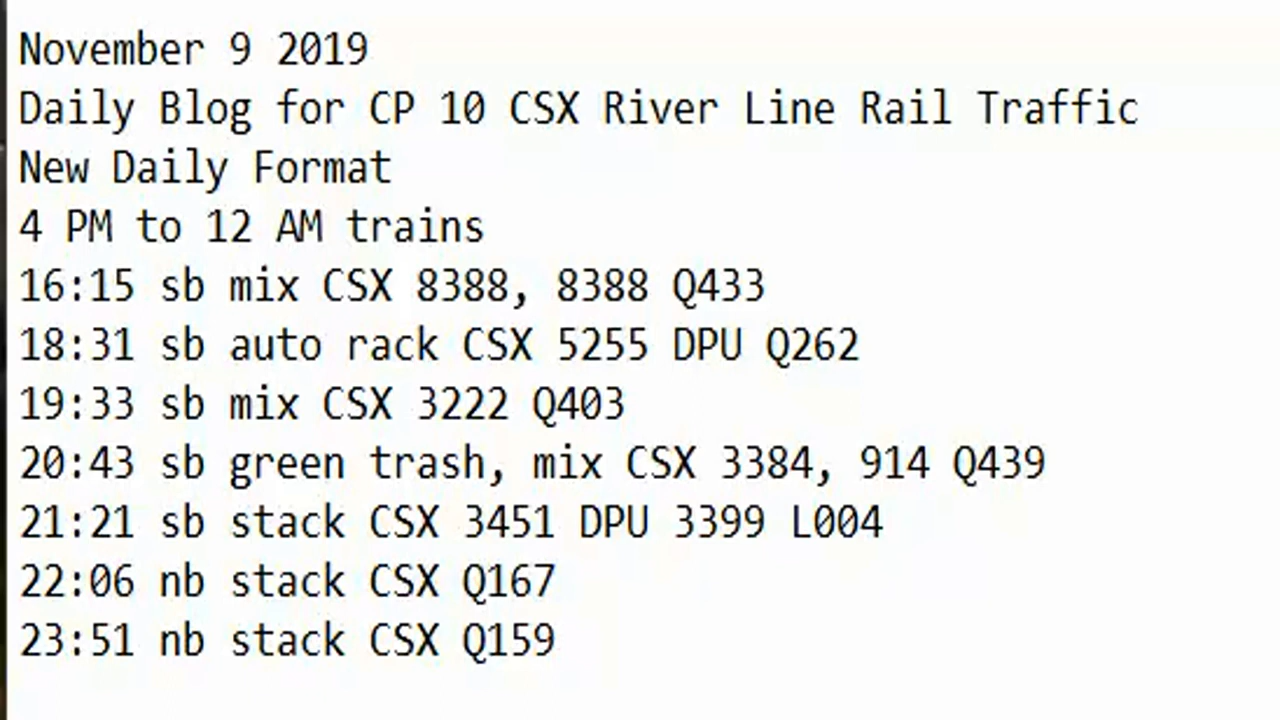 November 9 2019
Daily Blog for CP 10 CSX River Line Rail Traffic
New Daily Format
4 PM to 12 AM trains
16:15 sb mix CSX 8388, 8388 Q433
18:31 sb auto rack CSX 5255 DPU Q262
19:33 sb mix CSX 3222 Q403
20:43 sb green trash, mix CSX 3384, 914 Q439
21:21 sb stack CSX 3451 DPU 3399 L004
22:06 nb stack CSX Q167
23:51 nb stack CSX Q159